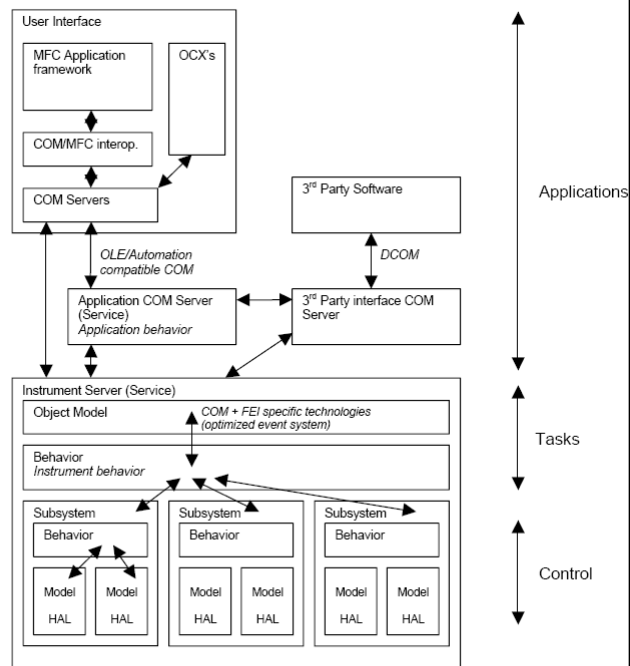 User Interface
MFC Application
framework
OCX's
COM/MFC interop.
COM Servers
3rd Party Software
Applications
OLE/Automation
compatible COM
DCOM
Application COM Server
(Service)
Application behavior
3rd Party interface COM
Server
Instrument Server (Service)
Object Model
COM + FEI specific technologies
(optimized event system)
Tasks
Behavior
Instrument behavior
Subsystem
Behavior
Model
HAL
Model
HAL
Subsystem
Behavior
Model
HAL
Model
HAL
Subsystem
Behavior
Model
HAL
Model
HAL
Control